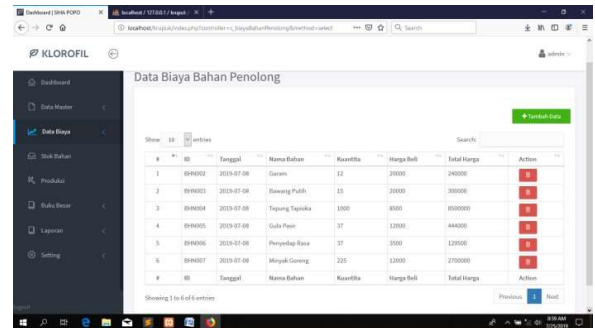 Dashboard | SIHA POPO
localhost / 127.0.0.1 / krupuk /
localhost/krupuk/index.php?controller=c_biayaBahanPenolong&method=select
Search
KLOROFIL
admin
Dashboard
Data Master
Data Biaya
Stok Bahan
Produksi
Buku Besar
Laporan
Setting
Data Biaya Bahan Penolong
Tambah Data
Show 10 entries
Search:
# ID Tanggal Nama Bahan Kuantita Harga Beli Total Harga Action
1 BHN002 2019-07-08 Garam 12 20000 240000
2 BHN003 2019-07-08 Bawang Putih 15 20000 300000
3 BHN004 2019-07-08 Tepung Tapioka 1000 8500 8500000
4 BHN005 2019-07-08 Gula Pasir 37 12000 444000
5 BHN006 2019-07-08 Penyedap Rasa 37 3500 129500
6 BHN007 2019-07-08 Minyak Goreng 225 12000 2700000
# ID Tanggal Nama Bahan Kuantita Harga Beli Total Harga Action
Showing 1 to 6 of 6 entries
Previous 1 Next
8:59 AM